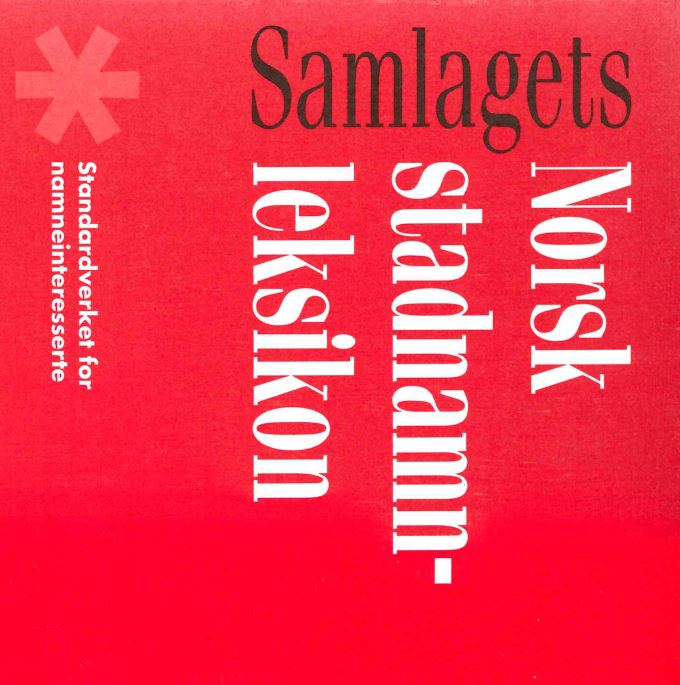 Samlagets
Norsk
stadnamn-
leksikon
Standardverket for
namneinteresserte